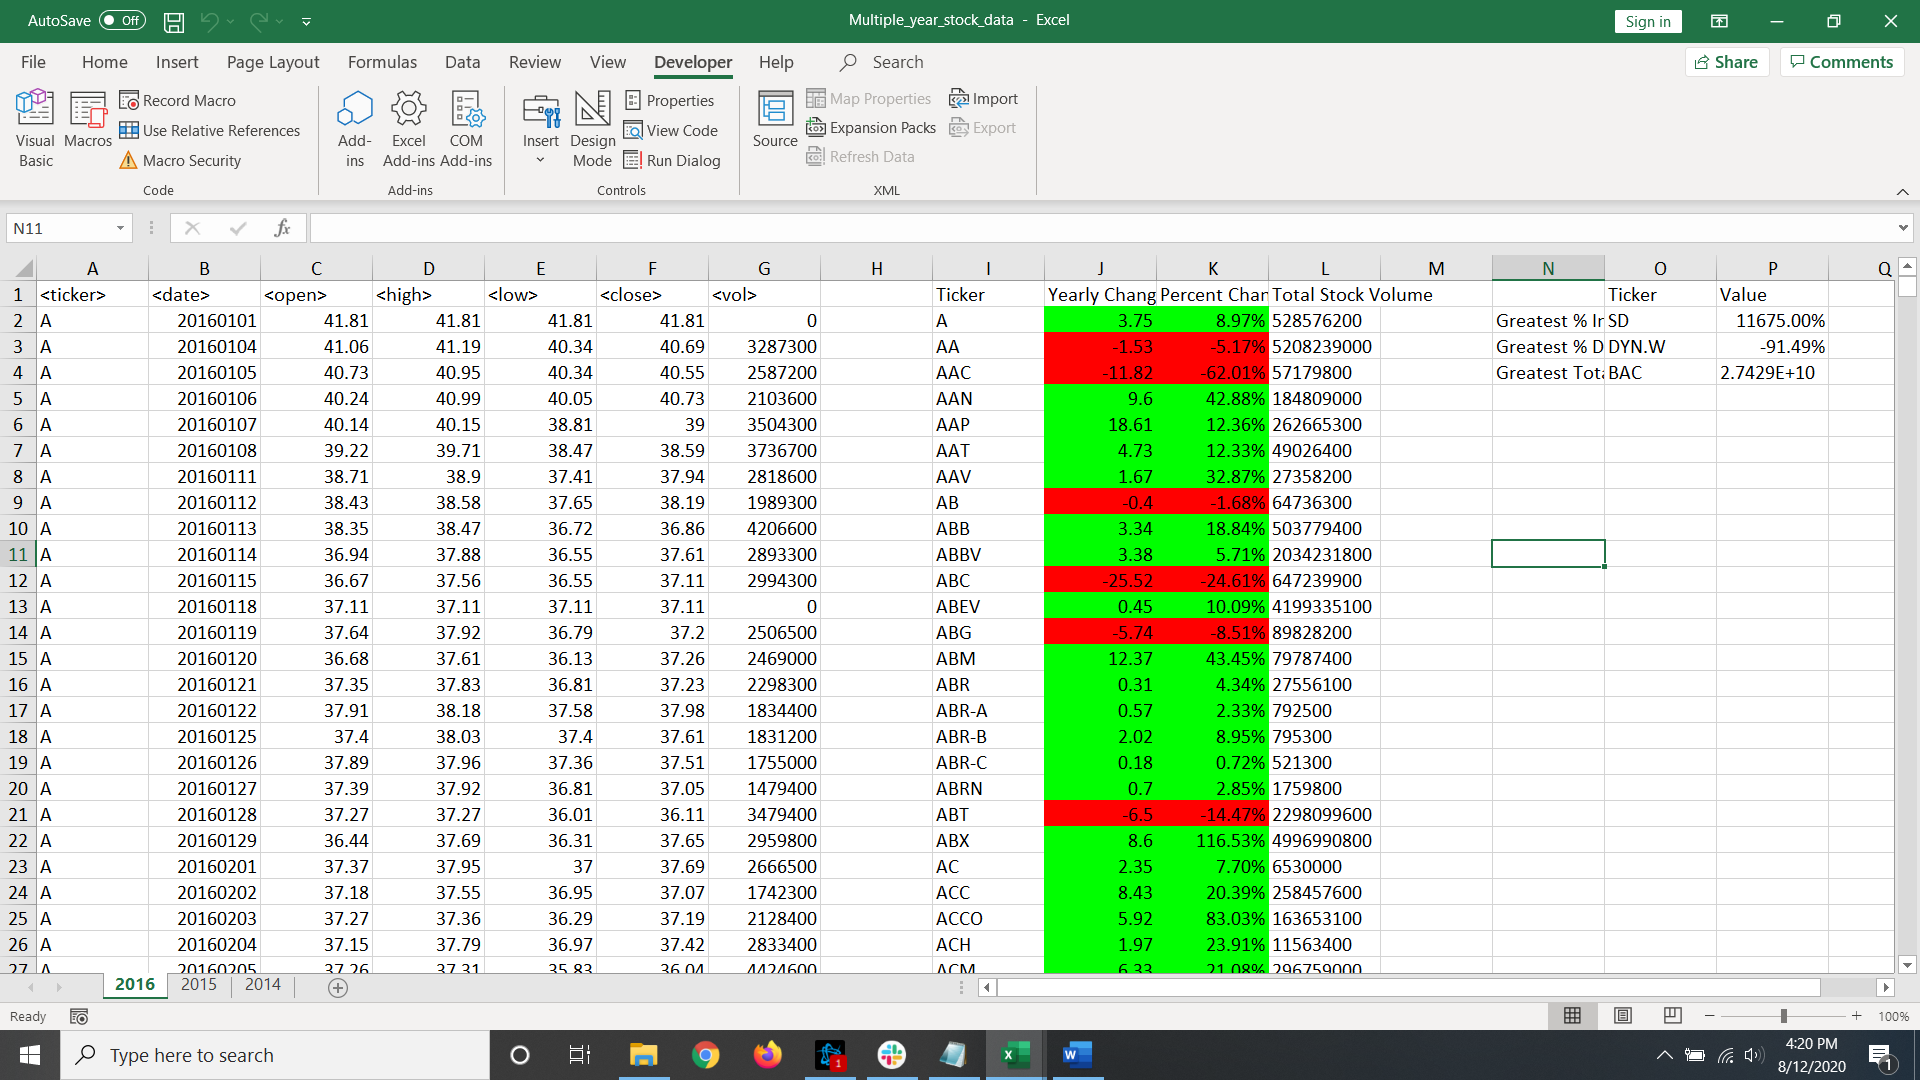 AutoSave Off Multiple_year_stock_data - Excel Sign in
File Home Insert Page Layout Formulas Data Review View Developer Help Search Share Comments
Visual Basic
Macros
Record Macro
Use Relative References
Macro Security
Code
Add-ins
Excel Add-ins
COM Add-ins
Add-ins
Insert
Design Mode
Properties
View Code
Run Dialog
Controls
Source
Map Properties
Expansion Packs
Refresh Data
Import
Export
XML
N11 fx
A B C D E F G H I J K L M N O P Q
1 <ticker> <date> <open> <high> <low> <close> <vol> Ticker Yearly Chang Percent Char Total Stock Volume Ticker Value
2 A 20160101 41.81 41.81 41.81 41.81 0 A 3.75 8.97% 528576200 Greatest % Ir SD 11675.00%
3 A 20160104 41.06 41.19 40.34 40.69 3287300 AA -1.53 -5.17% 5208239000 Greatest % D DYN.W -91.49%
4 A 20160105 40.73 40.95 40.34 40.55 2587200 AAC -11.82 -62.01% 57179800 Greatest Tota BAC 2.7429E+10
5 A 20160106 40.24 40.99 40.05 40.73 2103600 AAN 9.6 42.88% 184809000
6 A 20160107 40.14 40.15 38.81 39 3504300 AAP 18.61 12.36% 262665300
7 A 20160108 39.22 39.71 38.47 38.59 3736700 AAT 4.73 12.33% 49026400
8 A 20160111 38.71 38.9 37.41 37.94 2818600 AAV 1.67 32.87% 27358200
9 A 20160112 38.43 38.58 37.65 38.19 1989300 AB -0.4 -1.68% 64736300
10 A 20160113 38.35 38.47 36.72 36.86 4206600 ABB 3.34 18.84% 503779400
11 A 20160114 36.94 37.88 36.55 37.61 2893300 ABBV 3.38 5.71% 2034231800
12 A 20160115 36.67 37.56 36.55 37.11 2994300 ABC -25.52 -24.61% 647239900
13 A 20160118 37.11 37.11 37.11 37.11 0 ABEV 0.45 10.09% 4199335100
14 A 20160119 37.64 37.92 36.79 37.2 2506500 ABG -5.74 -8.51% 89828200
15 A 20160120 36.68 37.61 36.13 37.26 2469000 ABM 12.37 43.45% 79787400
16 A 20160121 37.35 37.83 36.81 37.23 2298300 ABR 0.31 4.34% 27556100
17 A 20160122 37.91 38.18 37.58 37.98 1834400 ABR-A 0.57 2.33% 792500
18 A 20160125 37.4 38.03 37.4 37.61 1831200 ABR-B 2.02 8.95% 795300
19 A 20160126 37.89 37.96 37.36 37.51 1755000 ABR-C 0.18 0.72% 521300
20 A 20160127 37.39 37.92 36.81 37.05 1479400 ABRN 0.7 2.85% 1759800
21 A 20160128 37.27 37.27 36.01 36.11 3479400 ABT -6.5 -14.47% 2298099600
22 A 20160129 36.44 37.69 36.31 37.65 2959800 ABX 8.6 116.53% 4996990800
23 A 20160201 37.37 37.95 37 37.69 2666500 AC 2.35 7.70% 6530000
24 A 20160202 37.18 37.55 36.95 37.07 1742300 ACC 8.43 20.39% 258457600
25 A 20160203 37.27 37.36 36.29 37.19 2128400 ACCO 5.92 83.03% 163653100
26 A 20160204 37.15 37.79 36.97 37.42 2833400 ACH 1.97 23.91% 11563400
27 A 20160205 37.26 37.31 35.83 36.04 4424600 ACM 6.33 21.08% 296759000
2016 2015 2014
Ready 100%
Type here to search
1
4:20 PM
8/12/2020
1